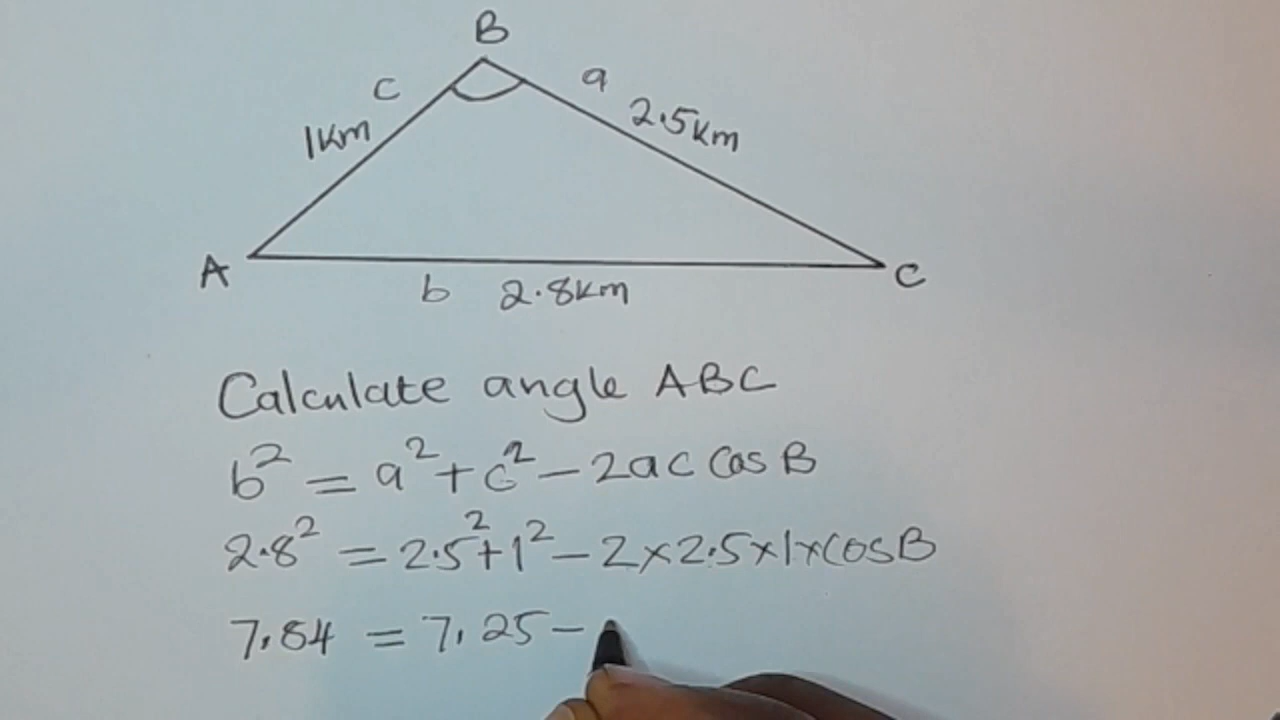 B
c
a
1km
2.5km
A
C
b 2.8km
Calculate angle ABC
b² = a² + c² - 2ac Cos B
2.8² = 2.5² + 1² - 2 × 2.5 × 1 × Cos B
7.84 = 7.25 -